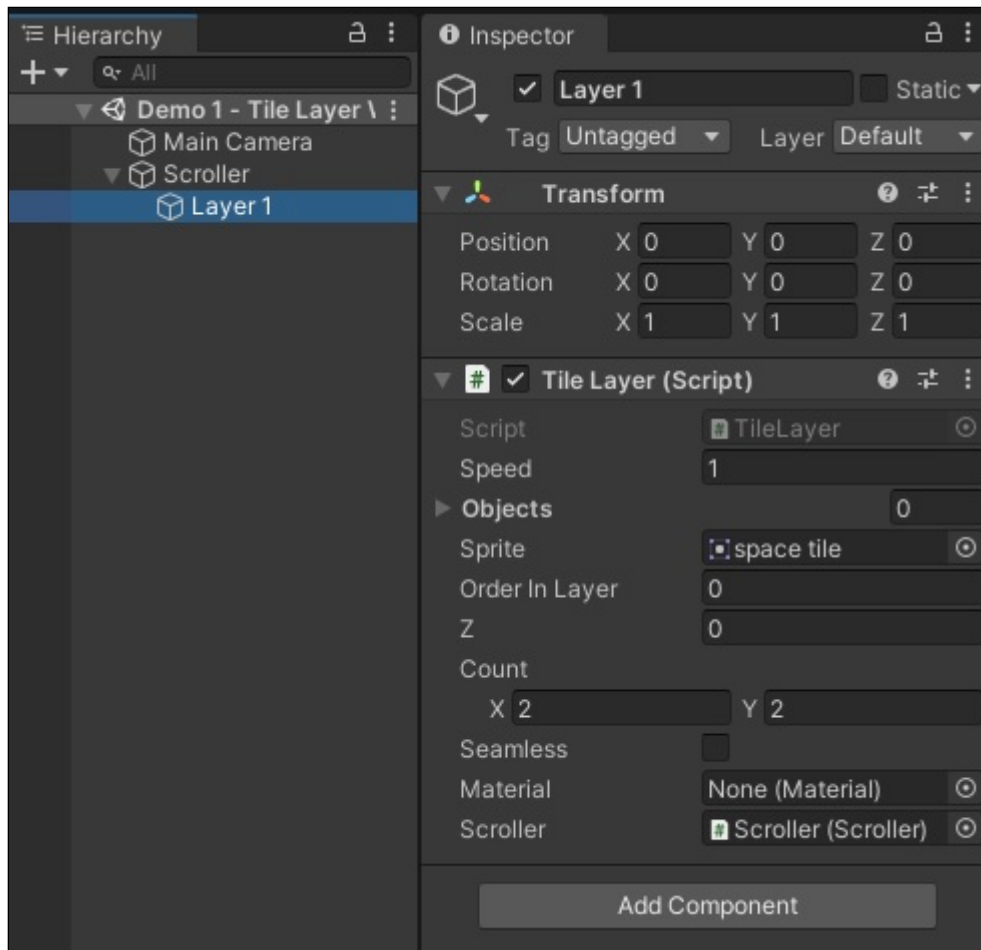 Hierarchy
All
Demo 1 - Tile Layer \
Main Camera
Scroller
Layer 1
Inspector
Layer 1
Static
Tag Untagged Layer Default
Transform
Position X 0 Y 0 Z 0
Rotation X 0 Y 0 Z 0
Scale X 1 Y 1 Z 1
# Tile Layer (Script)
Script # TileLayer
Speed 1
Objects 0
Sprite space tile
Order In Layer 0
Z 0
Count
X 2 Y 2
Seamless
Material None (Material)
Scroller # Scroller (Scroller)
Add Component